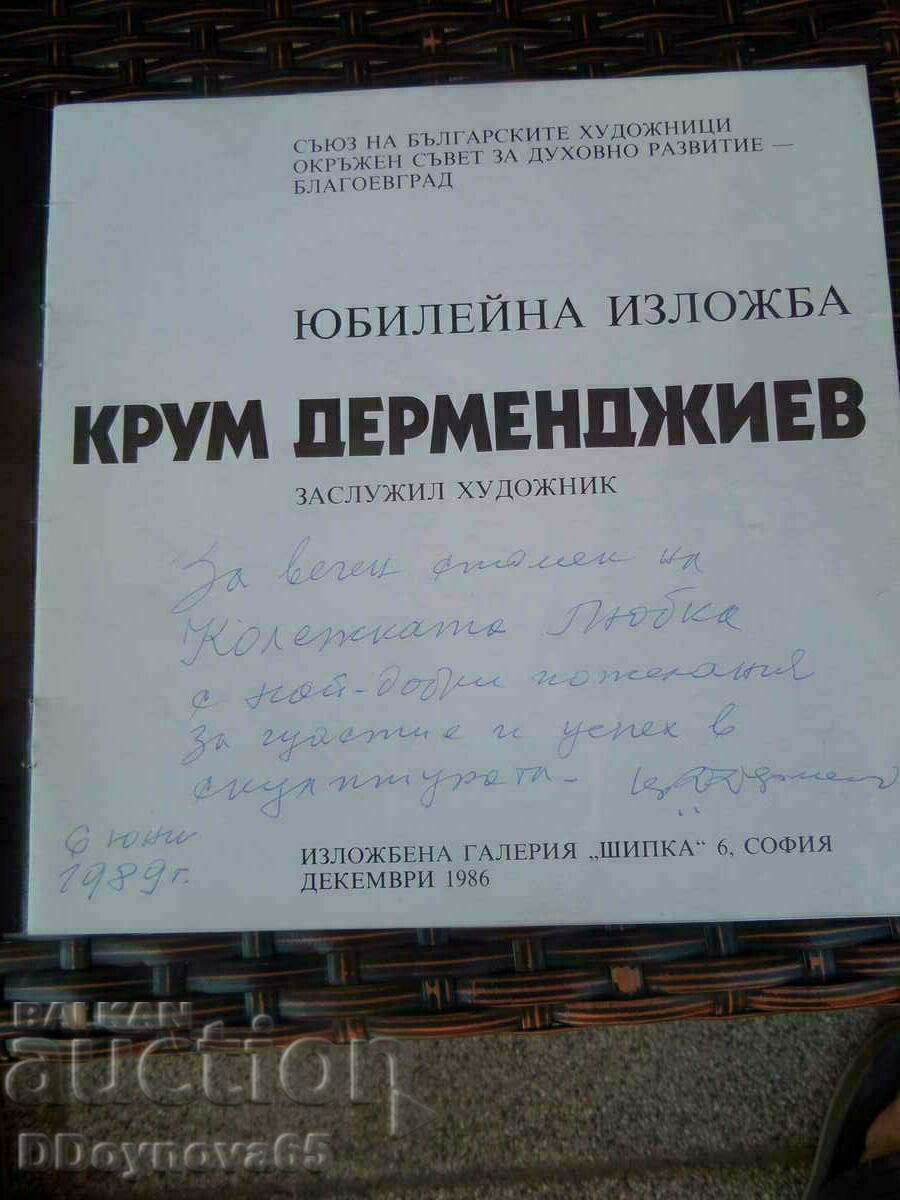 СЪЮЗ НА БЪЛГАРСКИТЕ ХУДОЖНИЦИ
ОКРЪЖЕН СЪВЕТ ЗА ДУХОВНО РАЗВИТИЕ —
БЛАГОЕВГРАД
ЮБИЛЕЙНА ИЗЛОЖБА
КРУМ ДЕРМЕНДЖИЕВ
ЗАСЛУЖИЛ ХУДОЖНИК
За вечен спомен на
Колежката Любка
с най-добри пожелания
за щастие и успех в
скулптурата -
6 юни
1989 г.
ИЗЛОЖБЕНА ГАЛЕРИЯ „ШИПКА“ 6, СОФИЯ
ДЕКЕМВРИ 1986
BALKAN
auction
DDoynova65